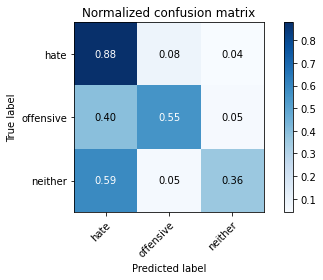 Normalized confusion matrix
True label
hate
offensive
neither
0.88 0.08 0.04
0.40 0.55 0.05
0.59 0.05 0.36
hate
offensive
neither
Predicted label
0.8
0.7
0.6
0.5
0.4
0.3
0.2
0.1